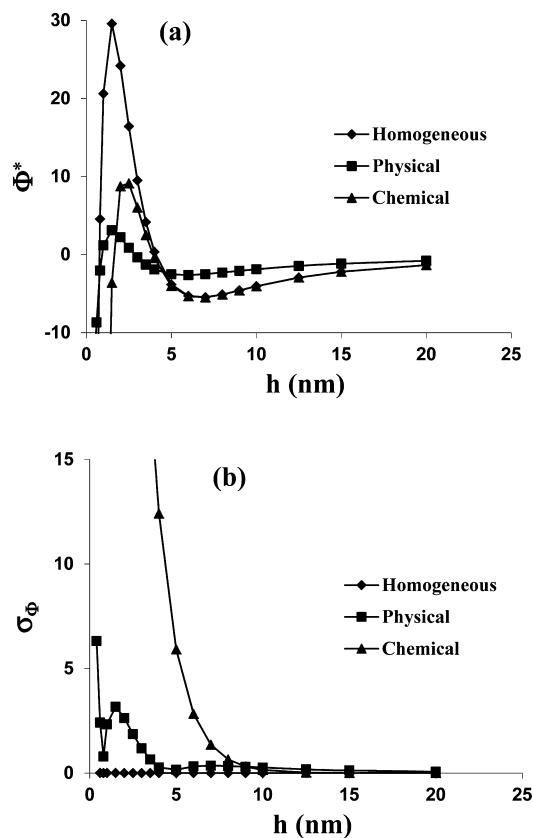 (a)
30
20
10
0
-10
Φ*
Homogeneous
Physical
Chemical
0 5 10 15 20 25
h (nm)
(b)
15
10
5
0
σΦ
Homogeneous
Physical
Chemical
0 5 10 15 20 25
h (nm)